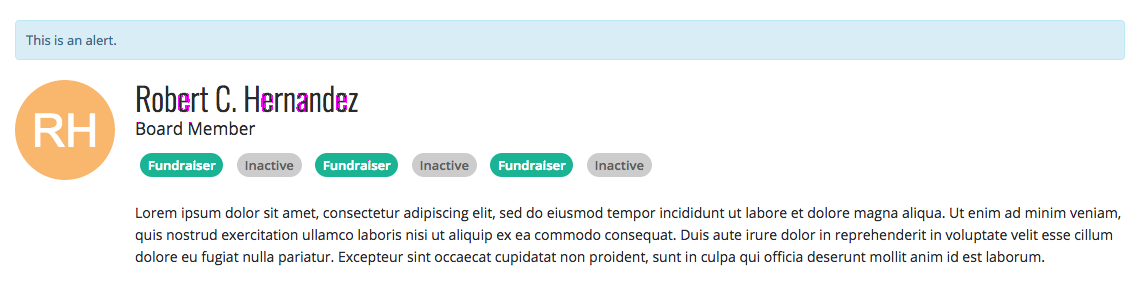 This is an alert.
RH
Robert C. Hernandez
Board Member
Fundraiser Inactive Fundraiser Inactive Fundraiser Inactive
Lorem ipsum dolor sit amet, consectetur adipiscing elit, sed do eiusmod tempor incididunt ut labore et dolore magna aliqua. Ut enim ad minim veniam,
quis nostrud exercitation ullamco laboris nisi ut aliquip ex ea commodo consequat. Duis aute irure dolor in reprehenderit in voluptate velit esse cillum
dolore eu fugiat nulla pariatur. Excepteur sint occaecat cupidatat non proident, sunt in culpa qui officia deserunt mollit anim id est laborum.